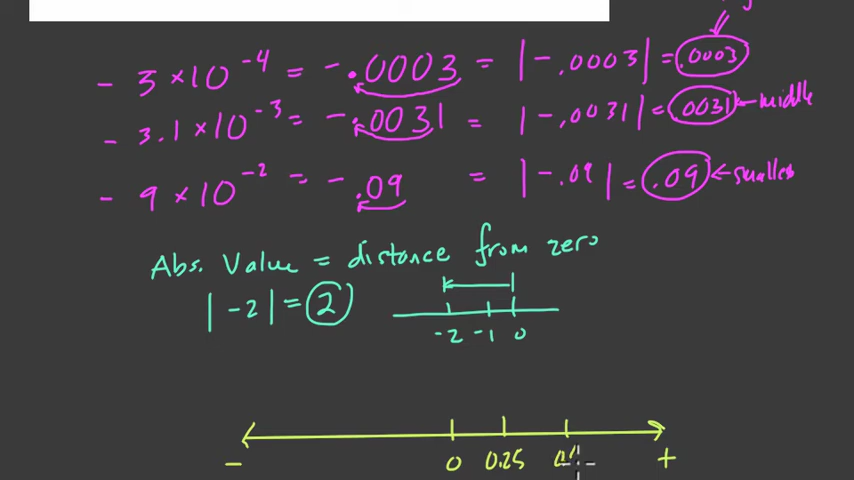 - 3 × 10⁻⁴ = -.0003 = |-.0003| = .0003
- 3.1 × 10⁻³ = -.0031 = |-.0031| = .0031 ← middle
- 9 × 10⁻² = -.09 = |-.09| = .09 ← smallest
Abs. Value = distance from zero
|-2| = 2
-2 -1 0
- 0 0.25 +